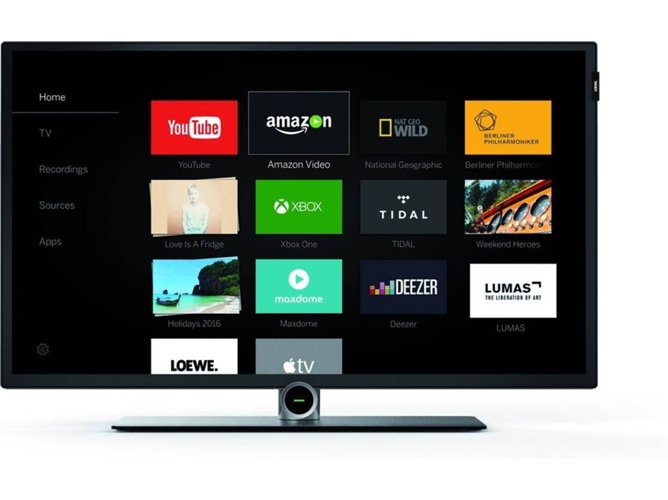 Home
TV
Recordings
Sources
Apps
YouTube
YouTube
amazon
Amazon Video
NAT GEO
WILD
National Geographic
BERLINER
PHILHARMONIKER
Berliner Philharmon
Love Is A Fridge
XBOX
Xbox One
TIDAL
TIDAL
Weekend Heroes
Holidays 2016
maxdome
Maxdome
DEEZER
Deezer
LUMAS
THE LIBERATION OF ART
LUMAS
LOEWE.
tv